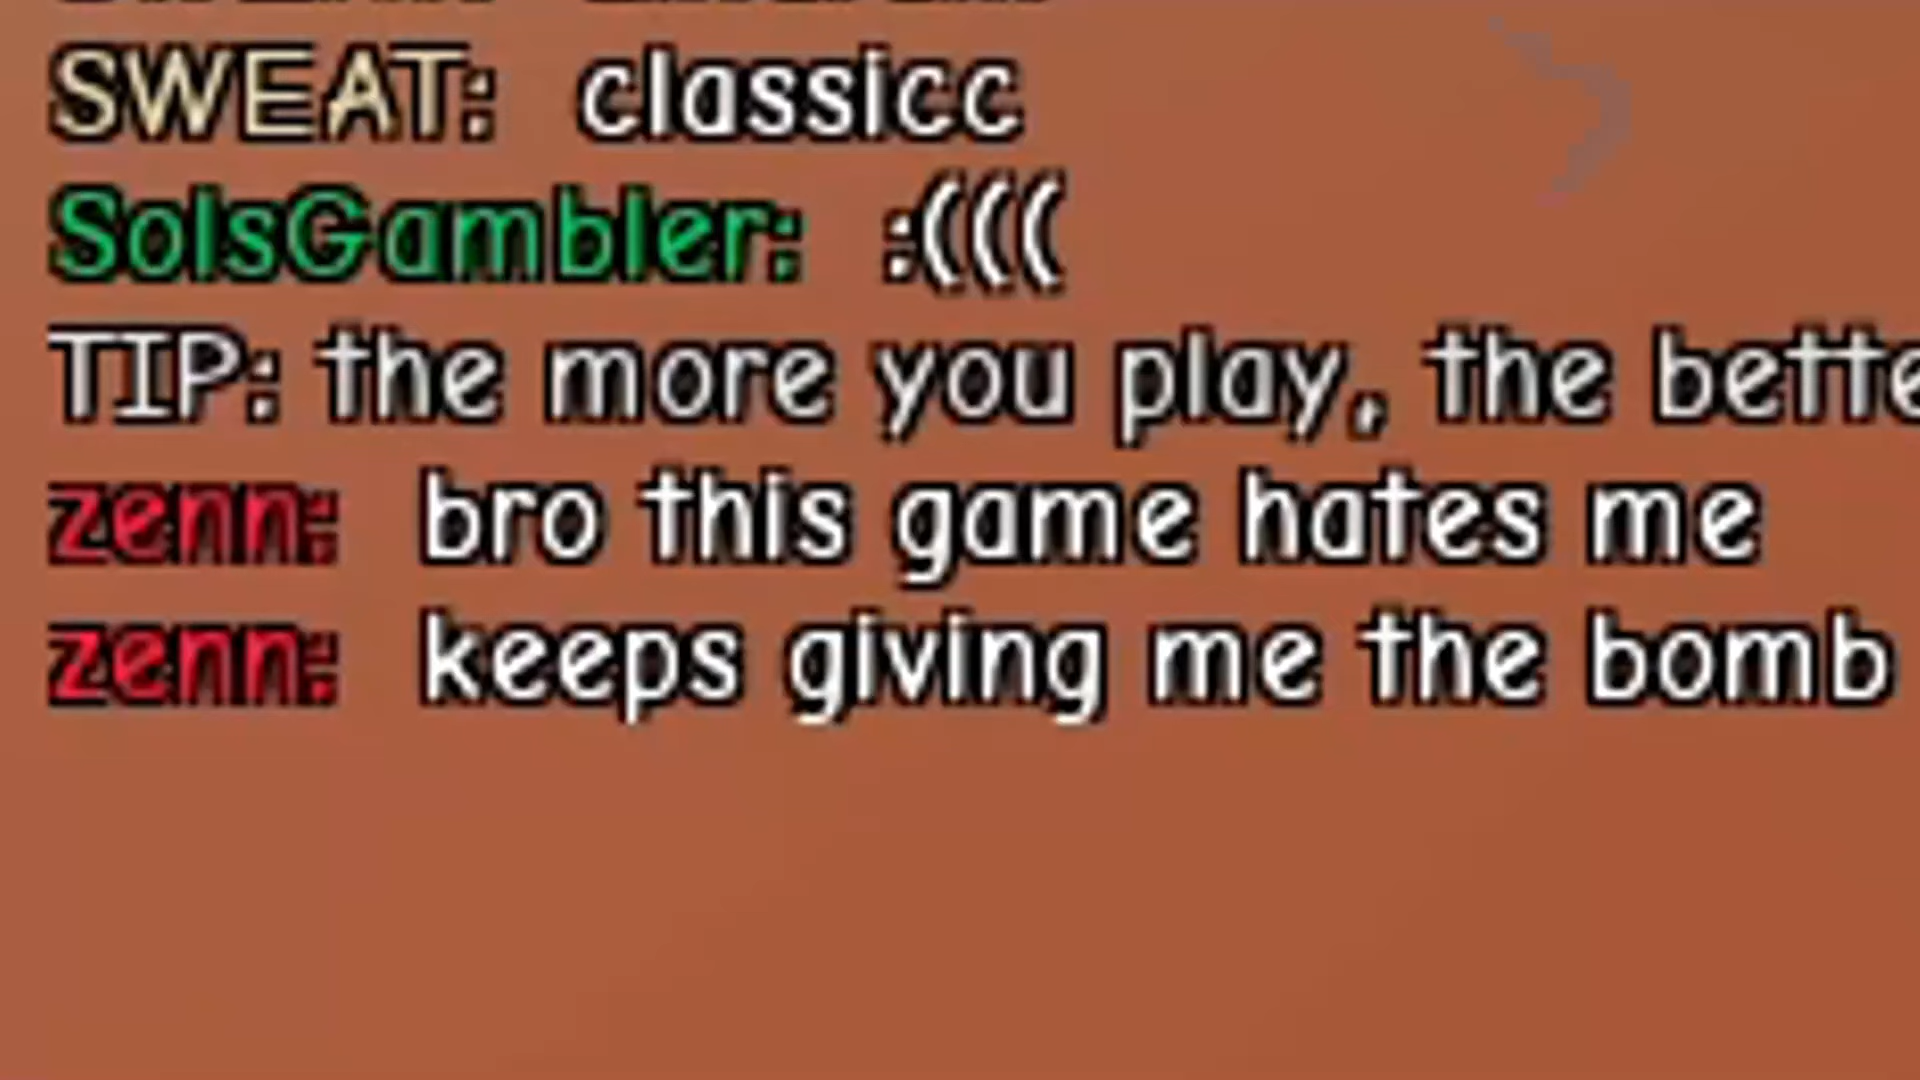 SWEAT: classicc
SolsGambler: :(((
TIP: the more you play, the bette
zenn: bro this game hates me
zenn: keeps giving me the bomb